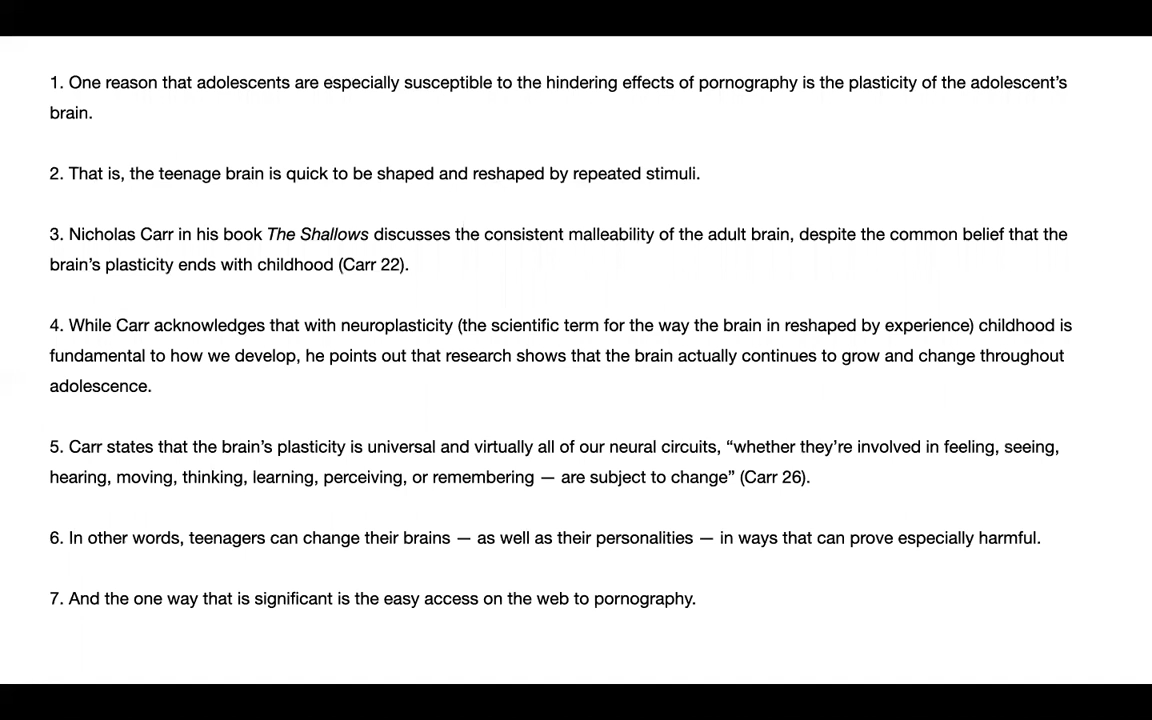 1. One reason that adolescents are especially susceptible to the hindering effects of pornography is the plasticity of the adolescent’s
brain.
2. That is, the teenage brain is quick to be shaped and reshaped by repeated stimuli.
3. Nicholas Carr in his book The Shallows discusses the consistent malleability of the adult brain, despite the common belief that the
brain’s plasticity ends with childhood (Carr 22).
4. While Carr acknowledges that with neuroplasticity (the scientific term for the way the brain in reshaped by experience) childhood is
fundamental to how we develop, he points out that research shows that the brain actually continues to grow and change throughout
adolescence.
5. Carr states that the brain’s plasticity is universal and virtually all of our neural circuits, “whether they’re involved in feeling, seeing,
hearing, moving, thinking, learning, perceiving, or remembering — are subject to change” (Carr 26).
6. In other words, teenagers can change their brains — as well as their personalities — in ways that can prove especially harmful.
7. And the one way that is significant is the easy access on the web to pornography.